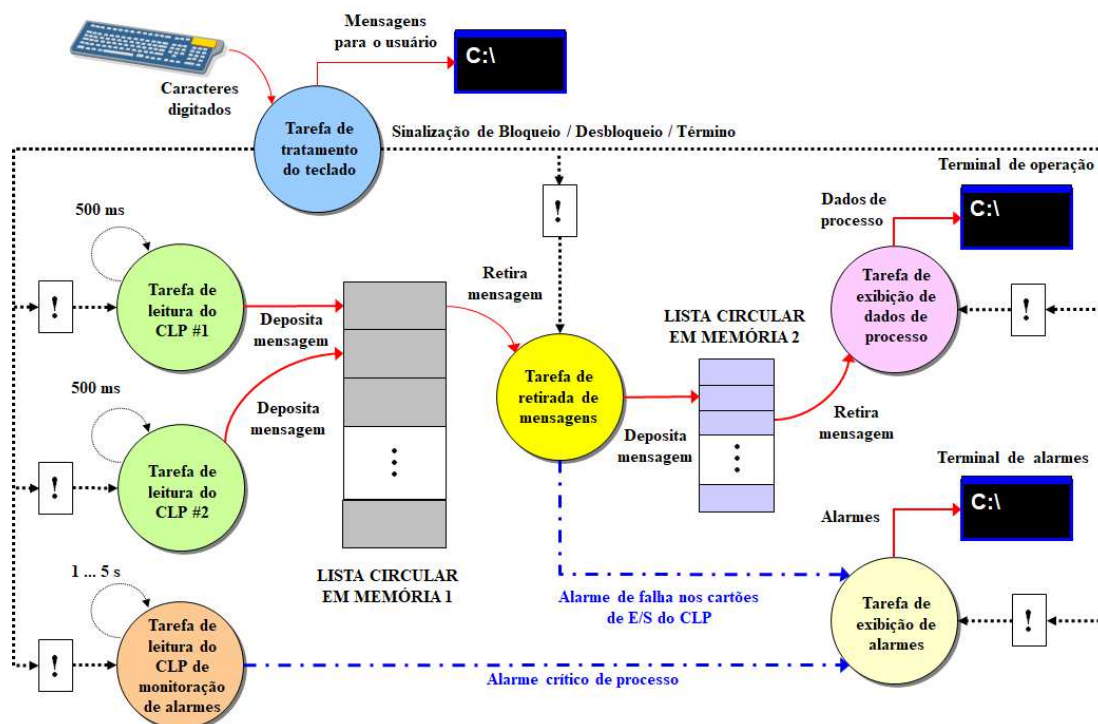 Mensagens
para o usuário
C:\
Caracteres
digitados
Tarefa de
tratamento
do teclado
Sinalização de Bloqueio / Desbloqueio / Término
Terminal de operação
!
Dados de
processo
C:\
500 ms
!
Tarefa de
leitura do
CLP #1
Deposita
mensagem
Retira
mensagem
Tarefa de
exibição de
dados de
processo
!
LISTA CIRCULAR
EM MEMÓRIA 2
500 ms
Deposita
mensagem
Tarefa de
retirada de
mensagens
Deposita
mensagem
Retira
mensagem
!
Tarefa de
leitura do
CLP #2
Terminal de alarmes
C:\
Alarmes
1 ... 5 s
LISTA CIRCULAR
EM MEMÓRIA 1
Alarme de falha nos cartões
de E/S do CLP
Tarefa de
exibição de
alarmes
!
!
Tarefa de
leitura do
CLP de
monitoração
de alarmes
Alarme crítico de processo